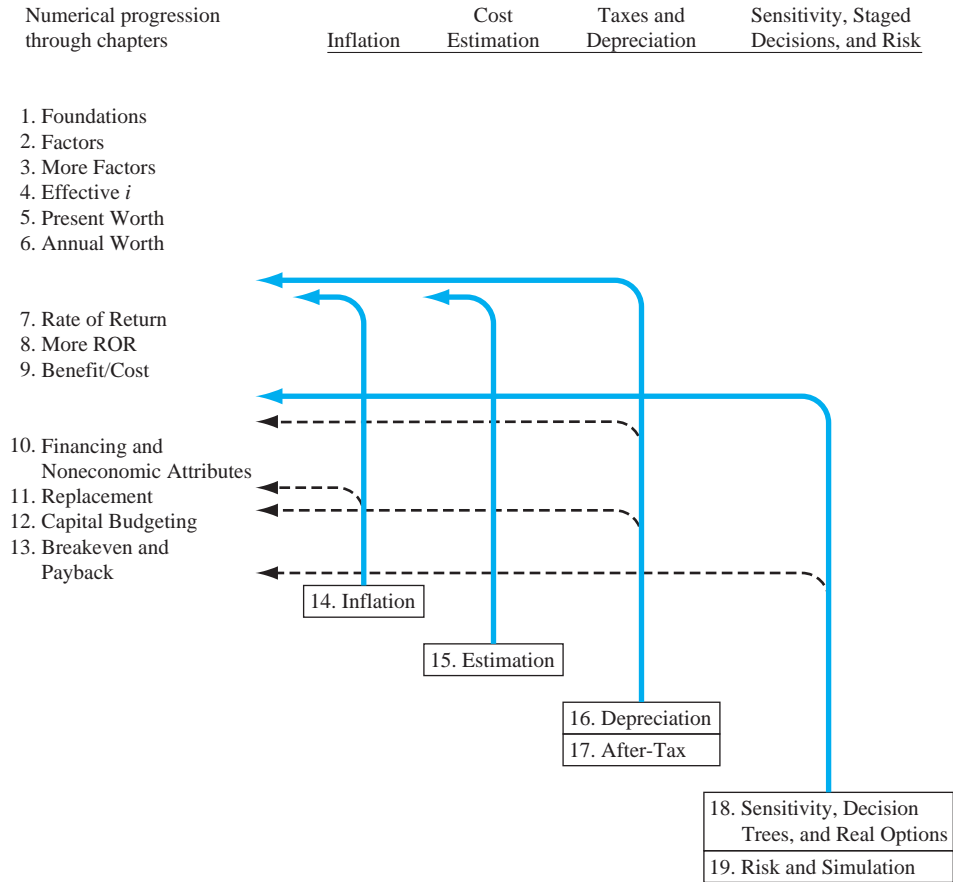 Numerical progression
through chapters
Inflation
Cost
Estimation
Taxes and
Depreciation
Sensitivity, Staged
Decisions, and Risk
1. Foundations
2. Factors
3. More Factors
4. Effective i
5. Present Worth
6. Annual Worth
7. Rate of Return
8. More ROR
9. Benefit/Cost
10. Financing and
Noneconomic Attributes
11. Replacement
12. Capital Budgeting
13. Breakeven and
Payback
14. Inflation
15. Estimation
16. Depreciation
17. After-Tax
18. Sensitivity, Decision
Trees, and Real Options
19. Risk and Simulation